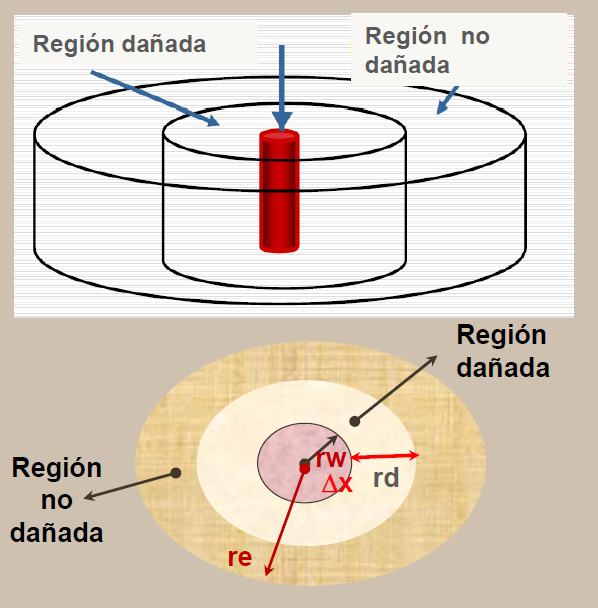 Región dañada
Región no
dañada
Región
dañada
Región
no
dañada
rw
Δx
rd
re